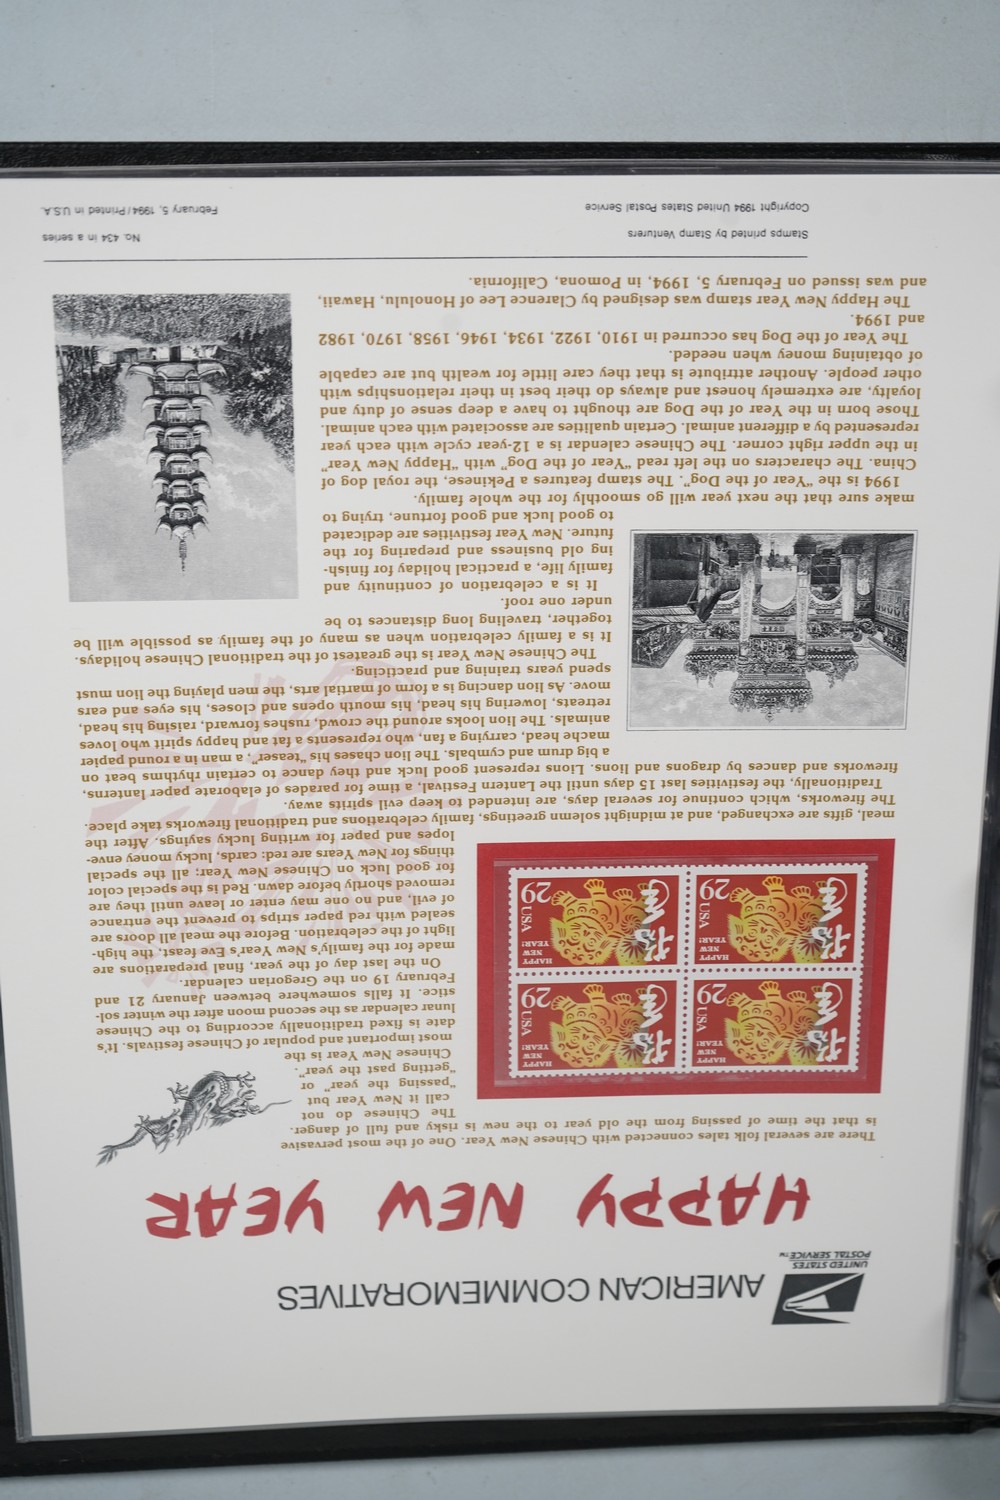 UNITED STATES
POSTAL SERVICE™
AMERICAN COMMEMORATIVES
HAPPY NEW YEAR
There are several folk tales connected with Chinese New Year. One of the most pervasive
is that the time of passing from the old year to the new is risky and full of danger.
The Chinese do not
call it New Year but
"passing the year" or
"getting past the year".
Chinese New Year is the
most important and popular of Chinese festivals. It's
date is fixed traditionally according to the Chinese
lunar calendar as the second moon after the winter sol-
stice. It falls somewhere between January 21 and
February 19 on the Gregorian calendar.
On the last day of the year, final preparations are
made for the family's New Year's Eve feast, the high-
light of the celebration. Before the meal all doors are
sealed with red paper strips to prevent the entrance
of evil, and no one may enter or leave until they are
removed shortly before dawn. Red is the special color
for good luck on Chinese New Year; all the special
things for New Years are red: cards, lucky money enve-
lopes and paper for writing lucky sayings. After the
meal, gifts are exchanged, and at midnight solemn greetings, family celebrations and traditional fireworks take place.
The fireworks, which continue for several days, are intended to keep evil spirits away.
Traditionally, the festivities last 15 days until the Lantern Festival, a time for parades of elaborate paper lanterns,
fireworks and dances by dragons and lions. Lions represent good luck and they dance to certain rhythms beat on
a big drum and cymbals. The lion chases his "teaser", a man in a round papier
mache head, carrying a fan, who represents a fat and happy spirit who loves
animals. The lion looks around the crowd, rushes forward, raising his head,
retreats, lowering his head, his mouth opens and closes, his eyes and ears
move. As lion dancing is a form of martial arts, the men playing the lion must
spend years training and practicing.
The Chinese New Year is the greatest of the traditional Chinese holidays.
It is a family celebration when as many of the family as possible will be
together, traveling long distances to be
under one roof.
It is a celebration of continuity and
family life, a practical holiday for finish-
ing old business and preparing for the
future. New Year festivities are dedicated
to good luck and good fortune, trying to
make sure that the next year will go smoothly for the whole family.
1994 is the "Year of the Dog". The stamp features a Pekinese, the royal dog of
China. The characters on the left read "Year of the Dog" with "Happy New Year"
in the upper right corner. The Chinese calendar is a 12-year cycle with each year
represented by a different animal. Certain qualities are associated with each animal.
Those born in the Year of the Dog are thought to have a deep sense of duty and
loyalty, are extremely honest and always do their best in their relationships with
other people. Another attribute is that they care little for wealth but are capable
of obtaining money when needed.
The Year of the Dog has occurred in 1910, 1922, 1934, 1946, 1958, 1970, 1982
and 1994.
The Happy New Year stamp was designed by Clarence Lee of Honolulu, Hawaii,
and was issued on February 5, 1994, in Pomona, California.
HAPPY
NEW
YEAR!
USA
29
HAPPY
NEW
YEAR!
USA
29
HAPPY
NEW
YEAR!
USA
29
HAPPY
NEW
YEAR!
USA
29
Stamps printed by Stamp Venturers
Copyright 1994 United States Postal Service
No. 434 in a series
February 5, 1994/Printed in U.S.A.